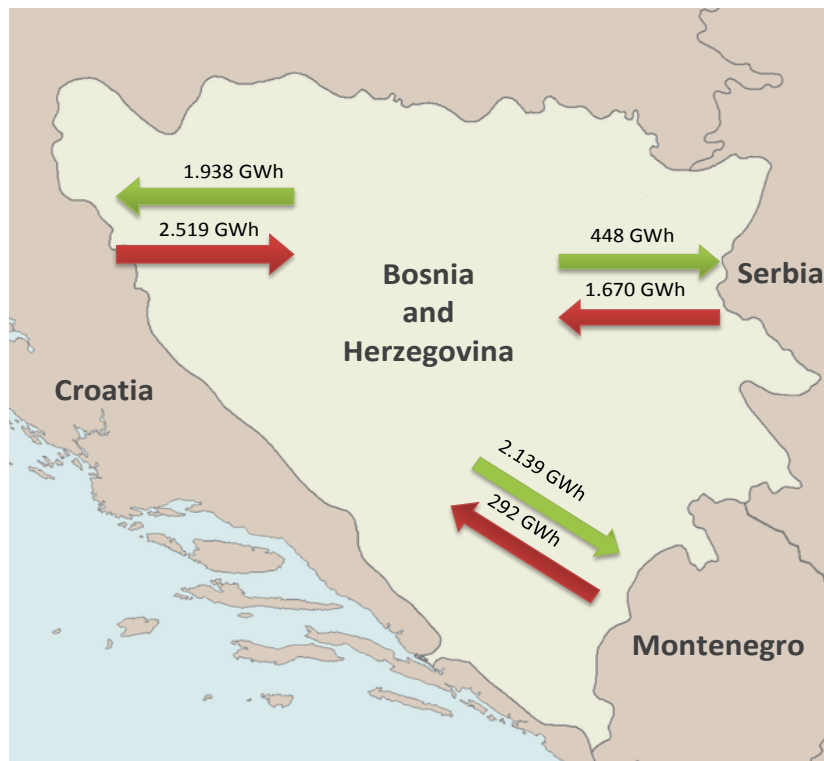 1.938 GWh
2.519 GWh
448 GWh
1.670 GWh
Serbia
Bosnia
and
Herzegovina
Croatia
2.139 GWh
292 GWh
Montenegro